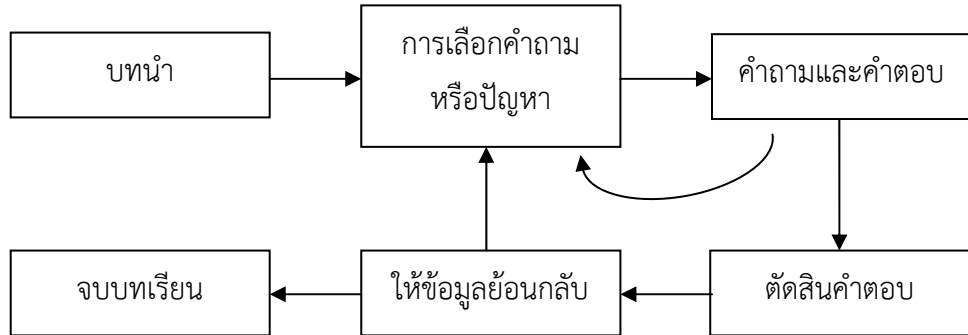 บทนำ
การเลือกคำถาม
หรือปัญหา
คำถามและคำตอบ
จบบทเรียน
ให้ข้อมูลย้อนกลับ
ตัดสินคำตอบ